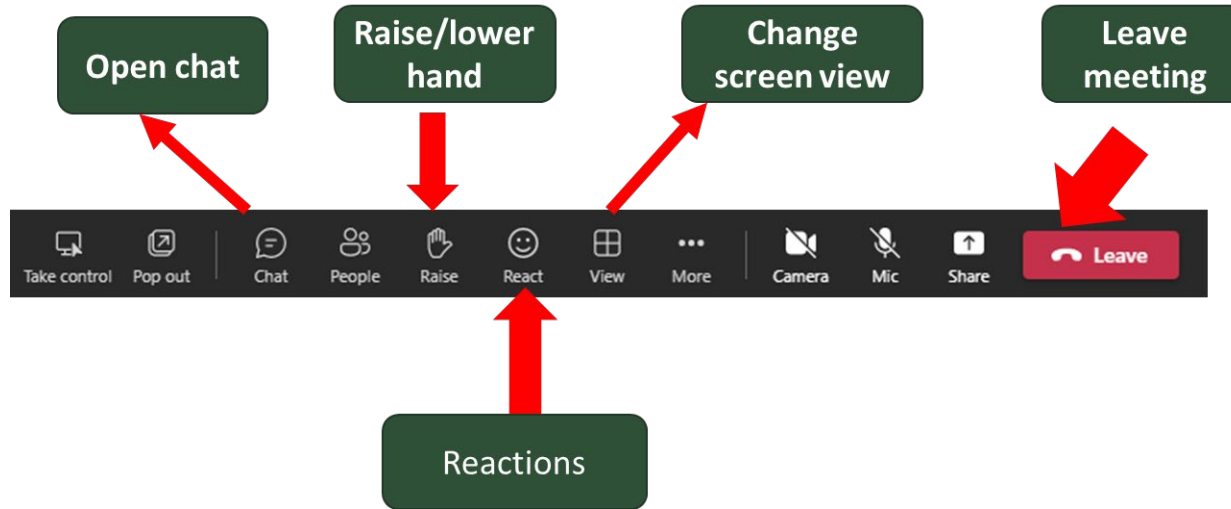 Open chat
Raise/lower
hand
Change
screen view
Leave
meeting
Take control
Pop out
Chat
People
Raise
React
View
More
Camera
Mic
Share
Leave
Reactions